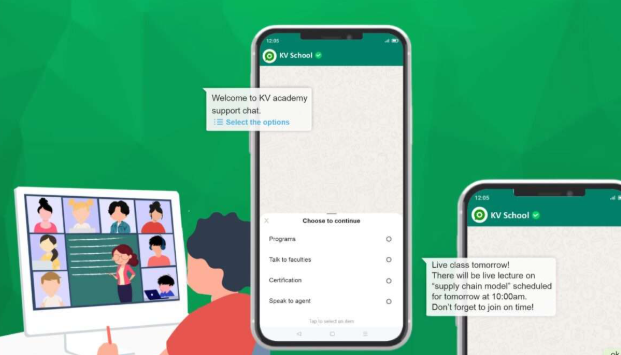 12:05
KV School
Welcome to KV academy
support chat.
Select the options
Choose to continue
Programs
Talk to faculties
Certification
Speak to agent
Tap to select an item
12:05
KV School
Live class tomorrow!
There will be live lecture on
“supply chain model” scheduled
for tomorrow at 10:00am.
Don't forget to join on time!
ok